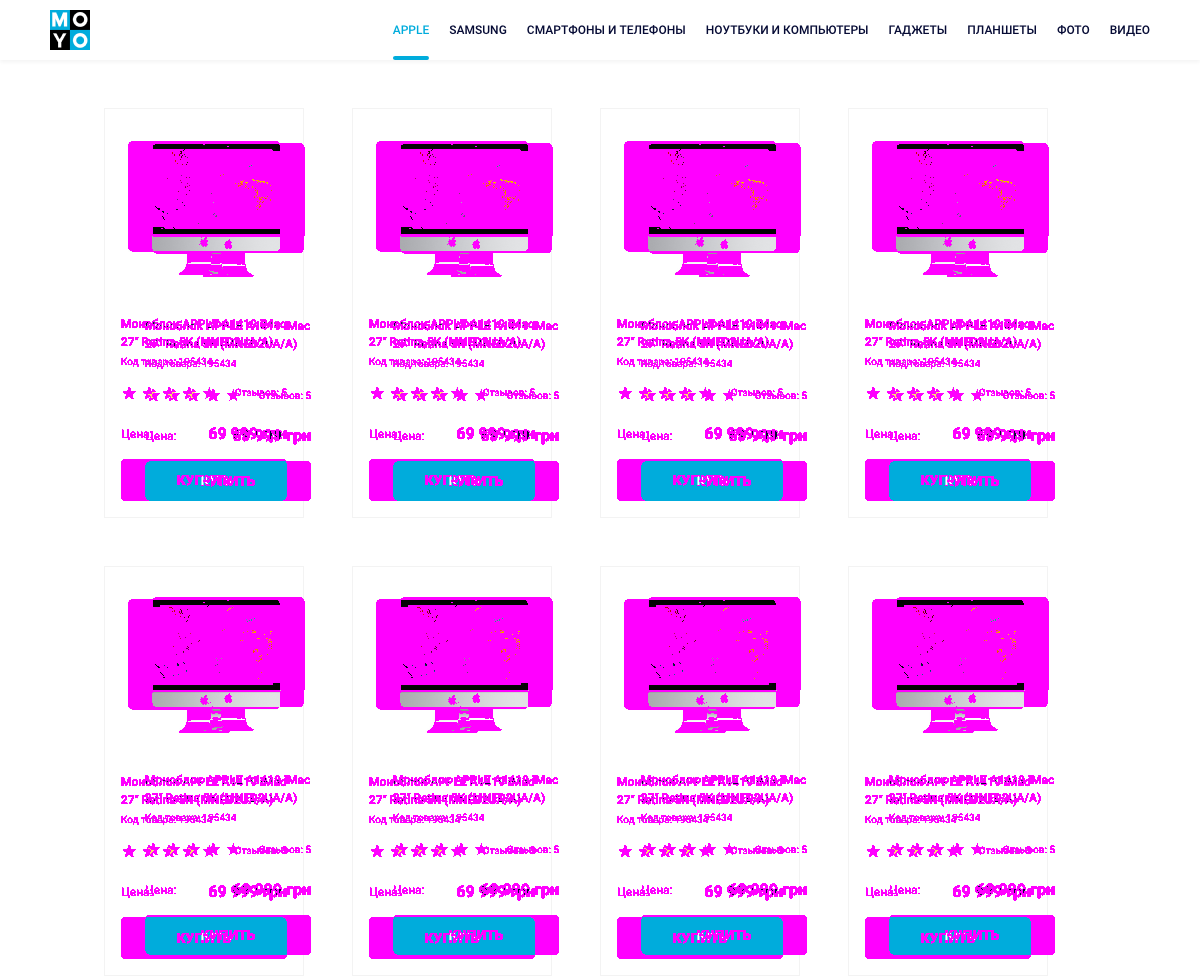 MO
YO
APPLE SAMSUNG СМАРТФОНЫ И ТЕЛЕФОНЫ НОУТБУКИ И КОМПЬЮТЕРЫ ГАДЖЕТЫ ПЛАНШЕТЫ ФОТО ВИДЕО
Моноблок APPLE A1419 iMac
27" Retina 5K (MNED2UA/A)
Код товара: 195434
Отзывов: 5
Цена: 69 999 грн
КУПИТЬ
Моноблок APPLE A1419 iMac
27" Retina 5K (MNED2UA/A)
Код товара: 195434
Отзывов: 5
Цена: 69 999 грн
КУПИТЬ
Моноблок APPLE A1419 iMac
27" Retina 5K (MNED2UA/A)
Код товара: 195434
Отзывов: 5
Цена: 69 999 грн
КУПИТЬ
Моноблок APPLE A1419 iMac
27" Retina 5K (MNED2UA/A)
Код товара: 195434
Отзывов: 5
Цена: 69 999 грн
КУПИТЬ
Моноблок APPLE A1419 iMac
27" Retina 5K (MNED2UA/A)
Код товара: 195434
Отзывов: 5
Цена: 69 999 грн
КУПИТЬ
Моноблок APPLE A1419 iMac
27" Retina 5K (MNED2UA/A)
Код товара: 195434
Отзывов: 5
Цена: 69 999 грн
КУПИТЬ
Моноблок APPLE A1419 iMac
27" Retina 5K (MNED2UA/A)
Код товара: 195434
Отзывов: 5
Цена: 69 999 грн
КУПИТЬ
Моноблок APPLE A1419 iMac
27" Retina 5K (MNED2UA/A)
Код товара: 195434
Отзывов: 5
Цена: 69 999 грн
КУПИТЬ